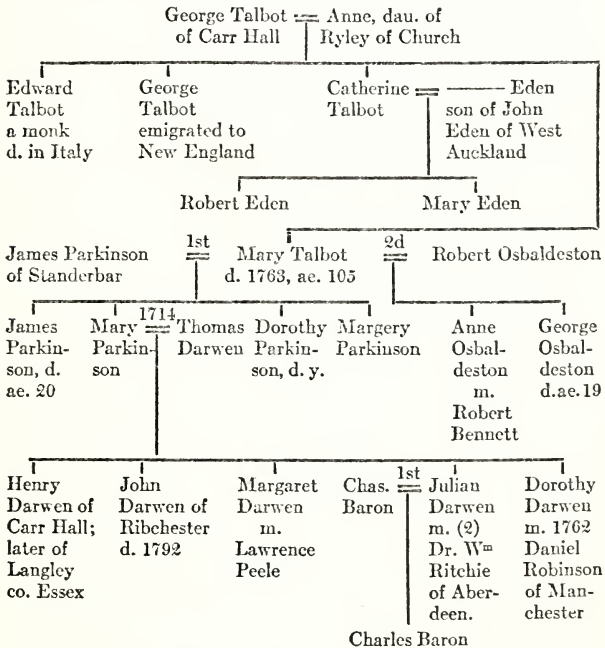 George Talbot Anne, dau. of
of Carr Hall Ryley of Church
Edward George Catherine Eden
Talbot Talbot Talbot son of John
a monk emigrated to Eden of West
d. in Italy New England Auckland
Robert Eden Mary Eden
James Parkinson 1st Mary Talbot 2d Robert Osbaldeston
of Standerbar d. 1763, ae. 105
1714
James Mary Thomas Dorothy Margery Anne George
Parkin- Parkin- Darwen Parkin- Parkinson Osbal- Osbal-
son, d. son son, d. y. deston deston
ae. 20 m. d.ae.19
Robert
Bennett
Henry John Margaret Chas. 1st Julian Dorothy
Darwen of Darwen of Darwen Baron Darwen Darwen
Carr Hall; Ribchester m. m. (2) m. 1762
later of d. 1792 Lawrence Dr. Wm Daniel
Langley Peele Ritchie Robinson
co. Essex of Aber- of Man-
deen. chester
Charles Baron